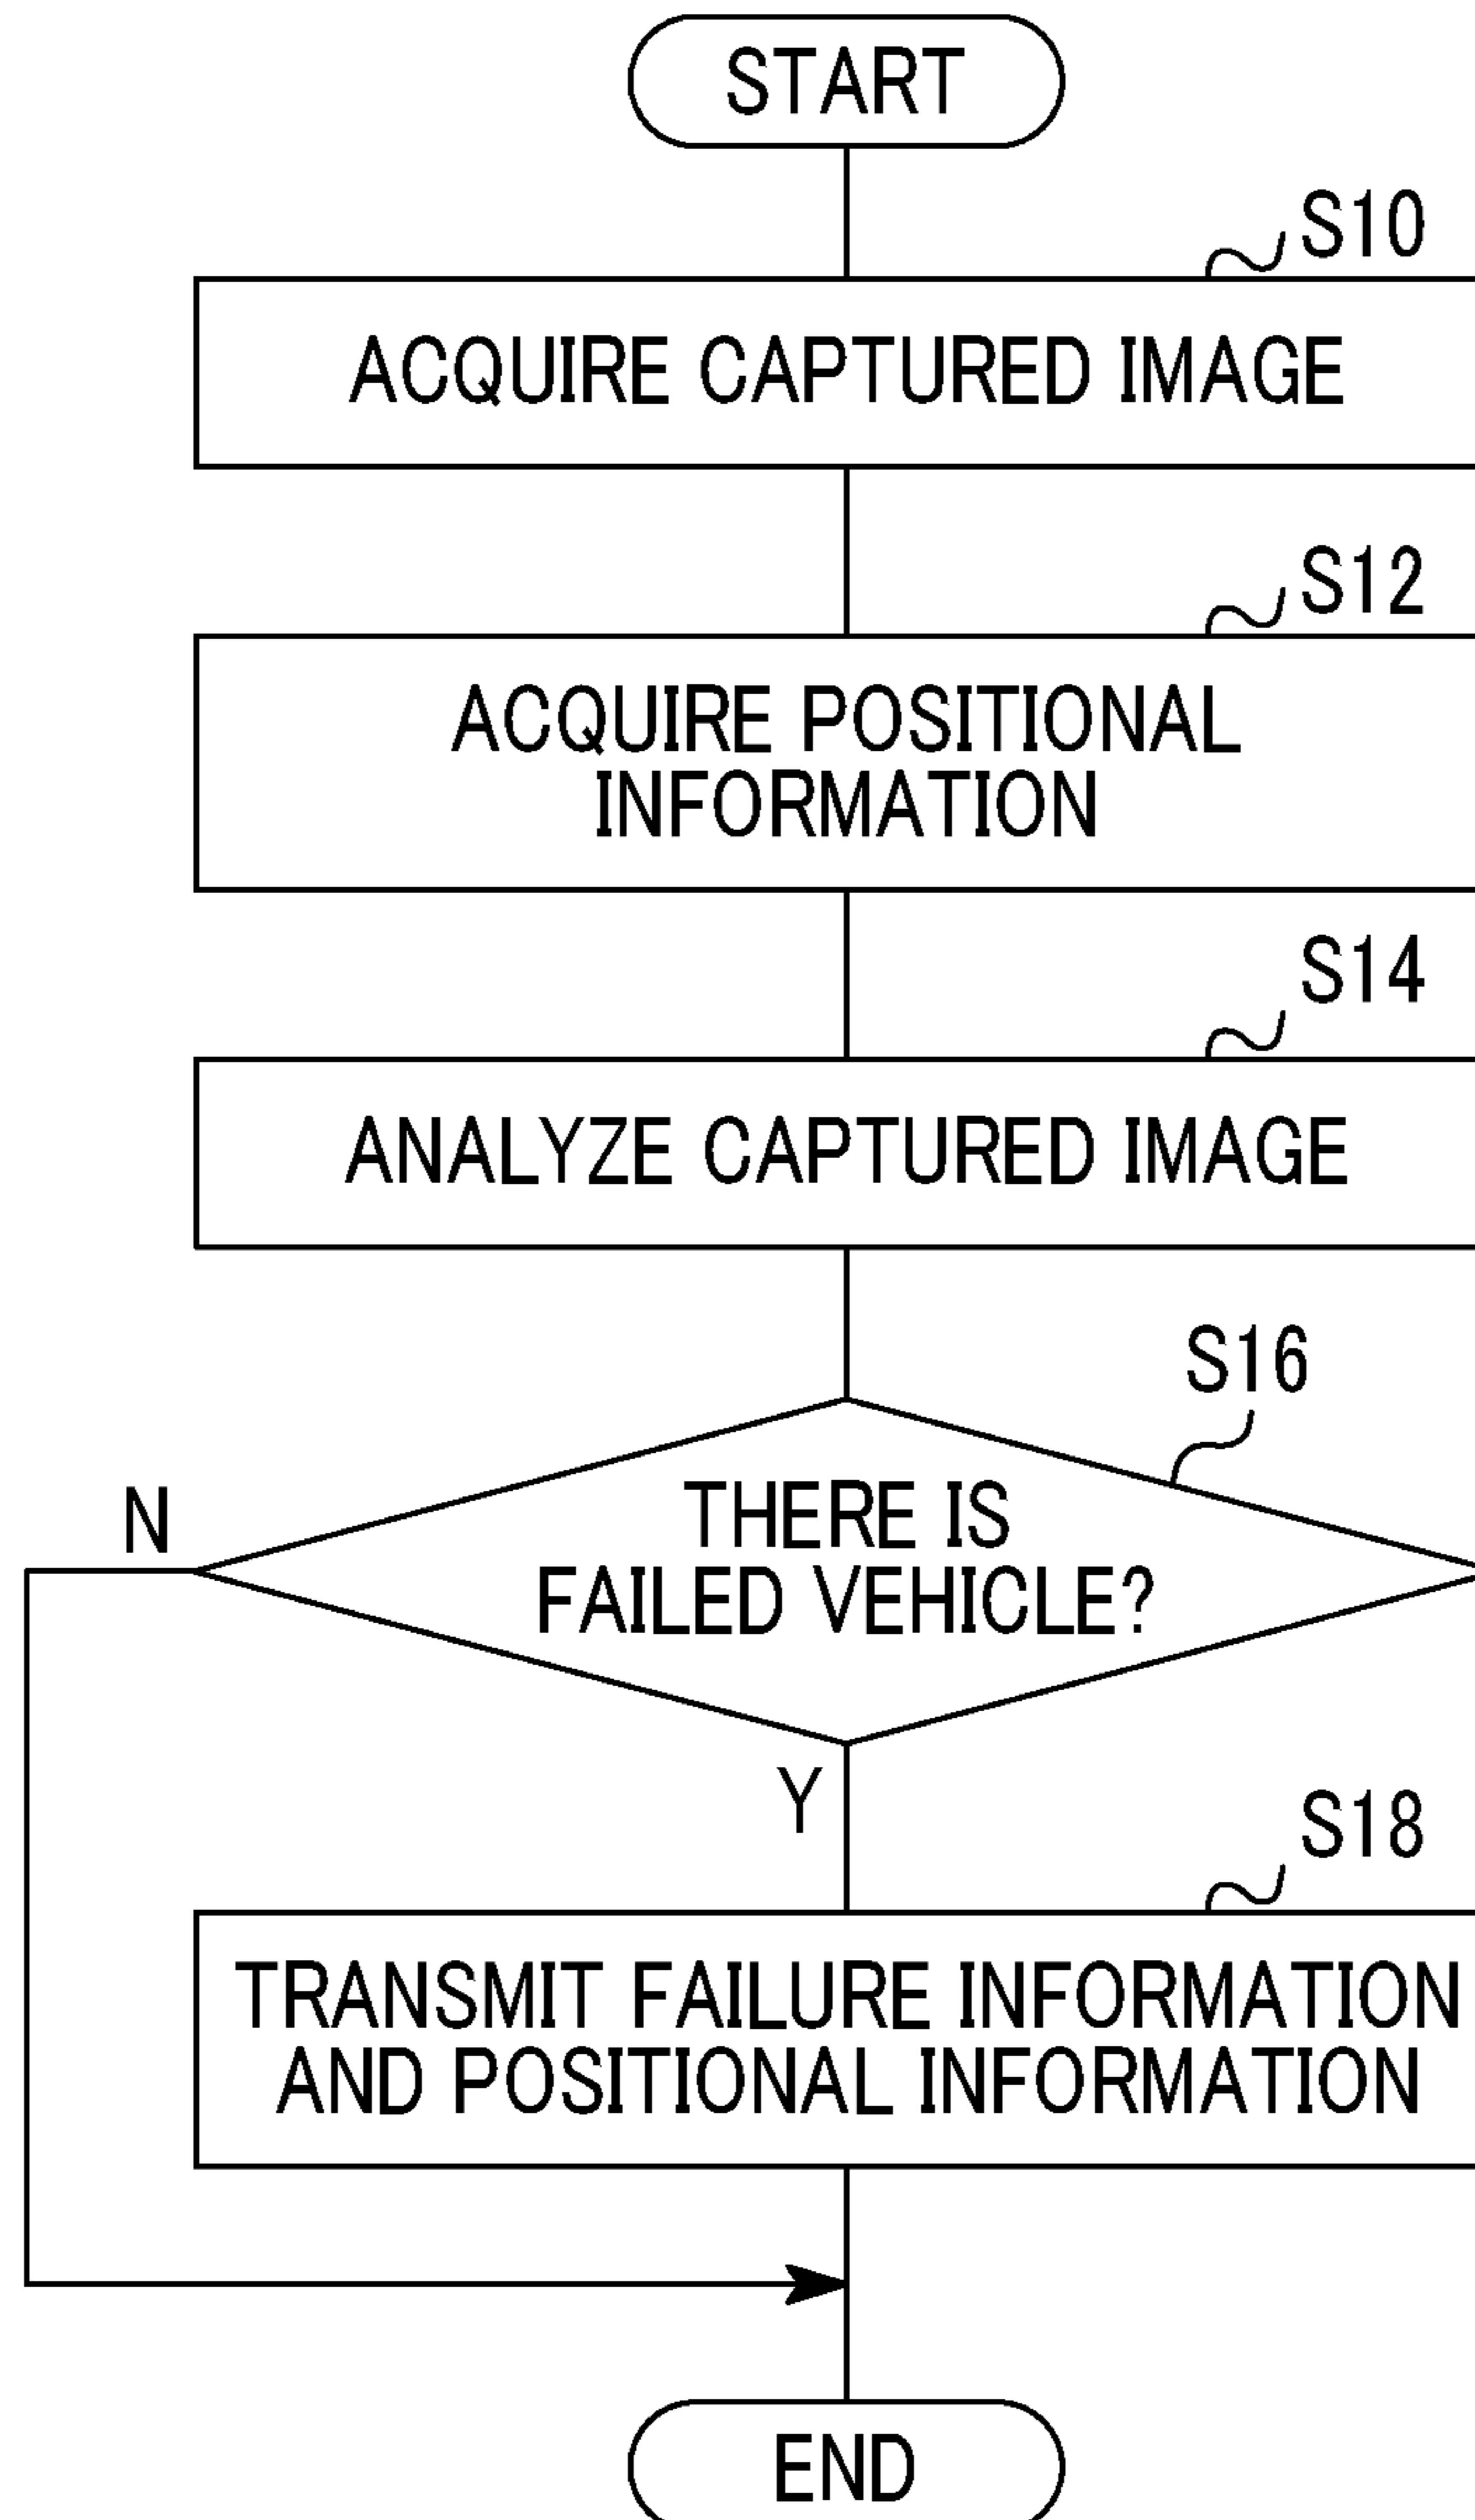 START
S10
ACQUIRE CAPTURED IMAGE
S12
ACQUIRE POSITIONAL
INFORMATION
S14
ANALYZE CAPTURED IMAGE
S16
THERE IS
FAILED VEHICLE?
N
Y
S18
TRANSMIT FAILURE INFORMATION
AND POSITIONAL INFORMATION
END